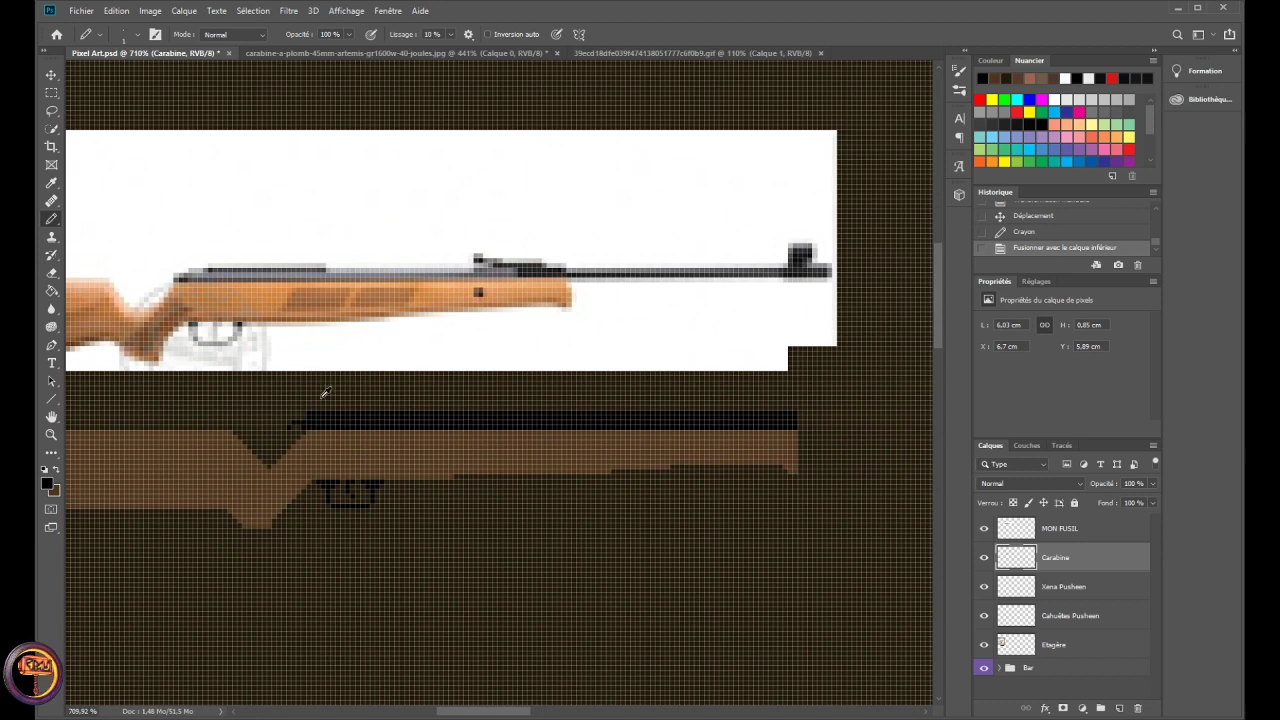 Ps Fichier Edition Image Calque Texte Sélection Filtre 3D Affichage Fenêtre Aide
1 Mode : Normal Opacité : 100 % Lissage : 10 % Inversion auto
Pixel Art.psd @ 710% (Carabine, RVB/8) * × carabine-a-plomb-45mm-artemis-gr1600w-40-joules.jpg @ 441% (Calque 0, RVB/8) * × 39ecd18dfe039f474138051777c6f0b9.gif @ 110% (Calque 1, RVB/8) ×
Couleur Nuancier
Formation
Bibliothèqu...
Historique
Déplacement
Crayon
Fusionner avec le calque inférieur
Propriétés Réglages
Propriétés du calque de pixels
L : 6,03 cm H : 0,85 cm
X : 6,7 cm Y : 5,89 cm
Calques Couches Tracés
Type
Normal Opacité : 100 %
Verrou : Fond : 100 %
MON FUSIL
Carabine
Xena Pusheen
Cahuètes Pusheen
Etagère
Bar
709,92 % Doc : 1,48 Mo/51,5 Mo